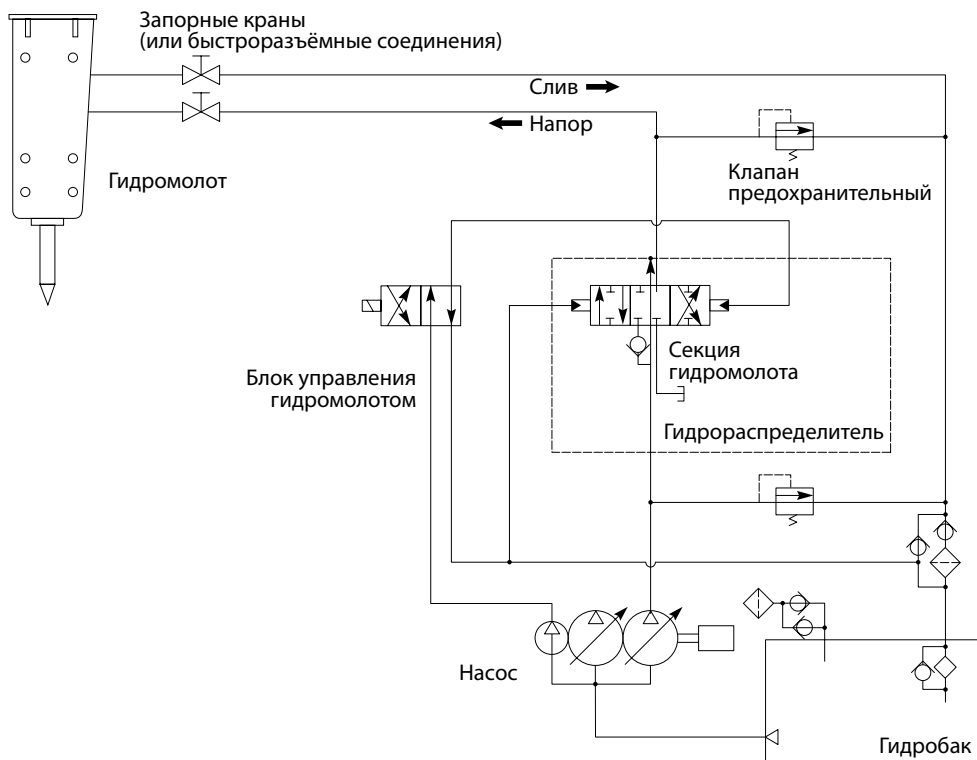 Запорные краны
(или быстроразъёмные соединения)
Слив
Напор
Клапан
предохранительный
Гидромолот
Секция
гидромолота
Блок управления
гидромолотом
Гидрораспределитель
Насос
Гидробак